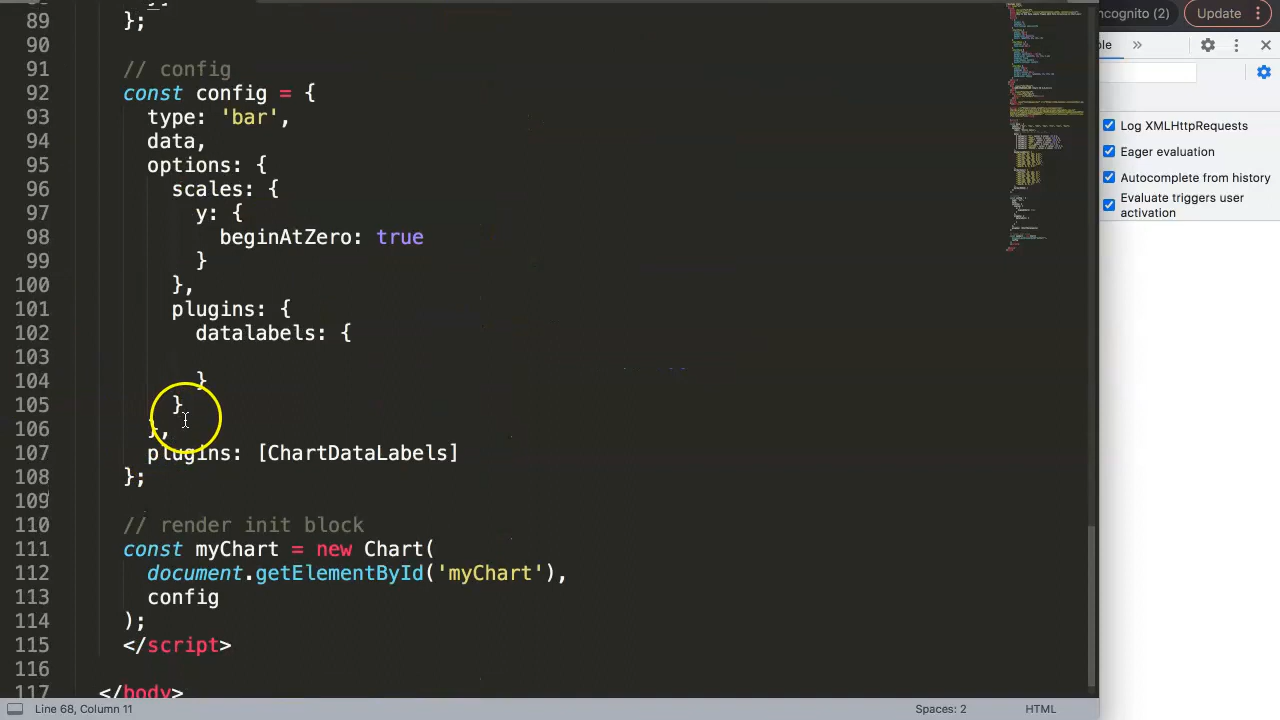 89 };
90
91 // config
92 const config = {
93 type: 'bar',
94 data,
95 options: {
96 scales: {
97 y: {
98 beginAtZero: true
99 }
100 },
101 plugins: {
102 datalabels: {
103
104 }
105 }
106 },
107 plugins: [ChartDataLabels]
108 };
109
110 // render init block
111 const myChart = new Chart(
112 document.getElementById('myChart'),
113 config
114 );
115 </script>
116
117 </body>
Line 68, Column 11
Spaces: 2
HTML
Incognito (2)
Update
»
Log XMLHttpRequests
Eager evaluation
Autocomplete from history
Evaluate triggers user
activation